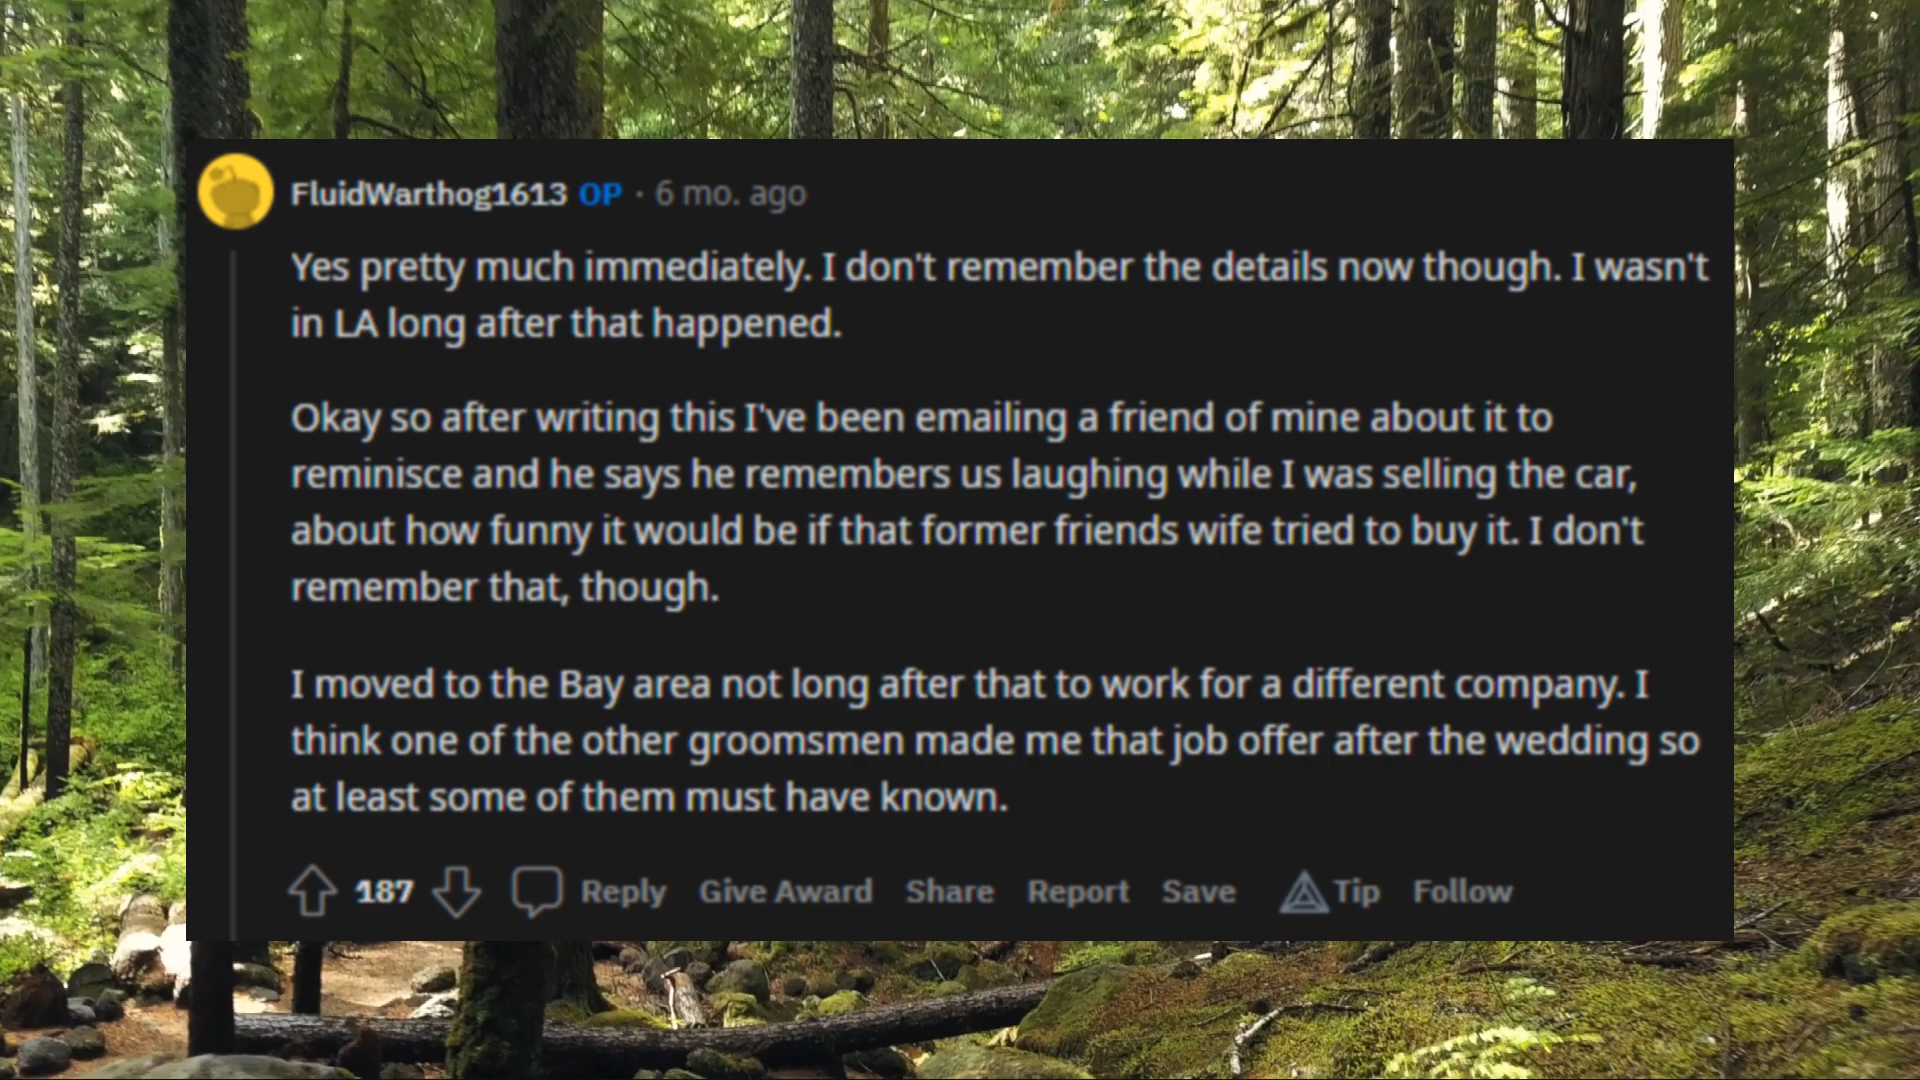 FluidWarthog1613 OP · 6 mo. ago
Yes pretty much immediately. I don't remember the details now though. I wasn't
in LA long after that happened.
Okay so after writing this I've been emailing a friend of mine about it to
reminisce and he says he remembers us laughing while I was selling the car,
about how funny it would be if that former friends wife tried to buy it. I don't
remember that, though.
I moved to the Bay area not long after that to work for a different company. I
think one of the other groomsmen made me that job offer after the wedding so
at least some of them must have known.
187 Reply Give Award Share Report Save Tip Follow